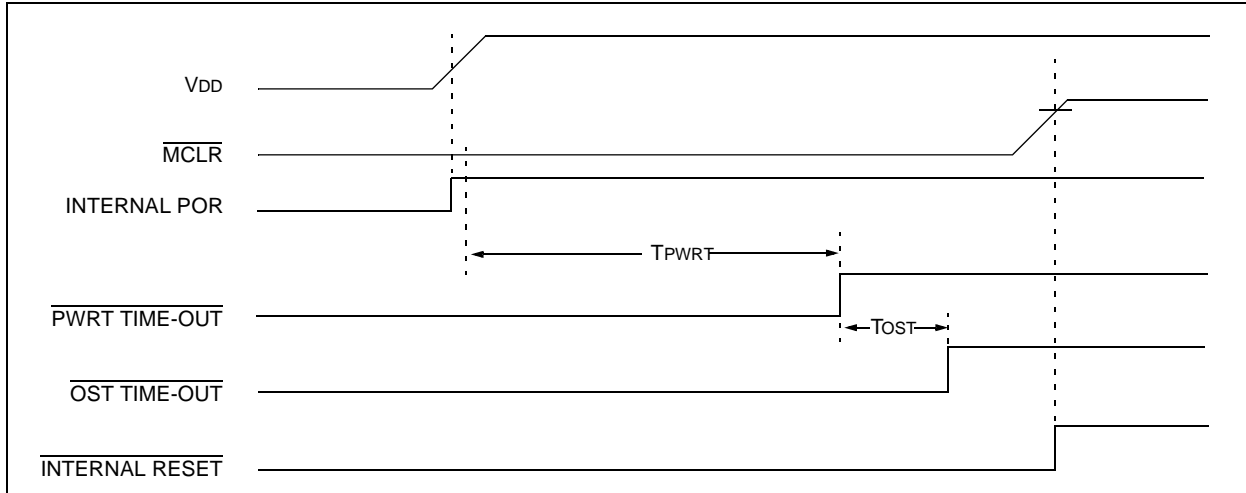 VDD
MCLR
INTERNAL POR
TPWRT
PWRT TIME-OUT
TOST
OST TIME-OUT
INTERNAL RESET